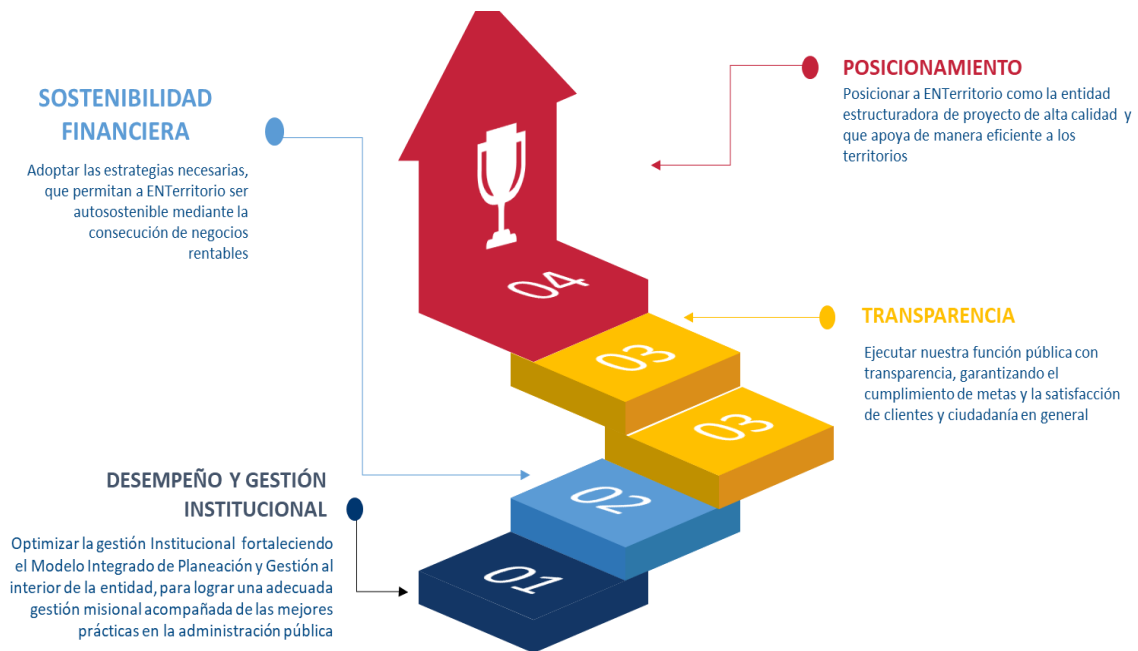 SOSTENIBILIDAD
FINANCIERA
Adoptar las estrategias necesarias,
que permitan a ENTerritorio ser
autosostenible mediante la
consecución de negocios
rentables
POSICIONAMIENTO
Posicionar a ENTerritorio como la entidad
estructuradora de proyecto de alta calidad y
que apoya de manera eficiente a los
territorios
04
03
TRANSPARENCIA
Ejecutar nuestra función pública con
transparencia, garantizando el
cumplimiento de metas y la satisfacción
de clientes y ciudadanía en general
03
02
DESEMPEÑO Y GESTIÓN
INSTITUCIONAL
Optimizar la gestión Institucional fortaleciendo
el Modelo Integrado de Planeación y Gestión al
interior de la entidad, para lograr una adecuada
gestión misional acompañada de las mejores
prácticas en la administración pública
01